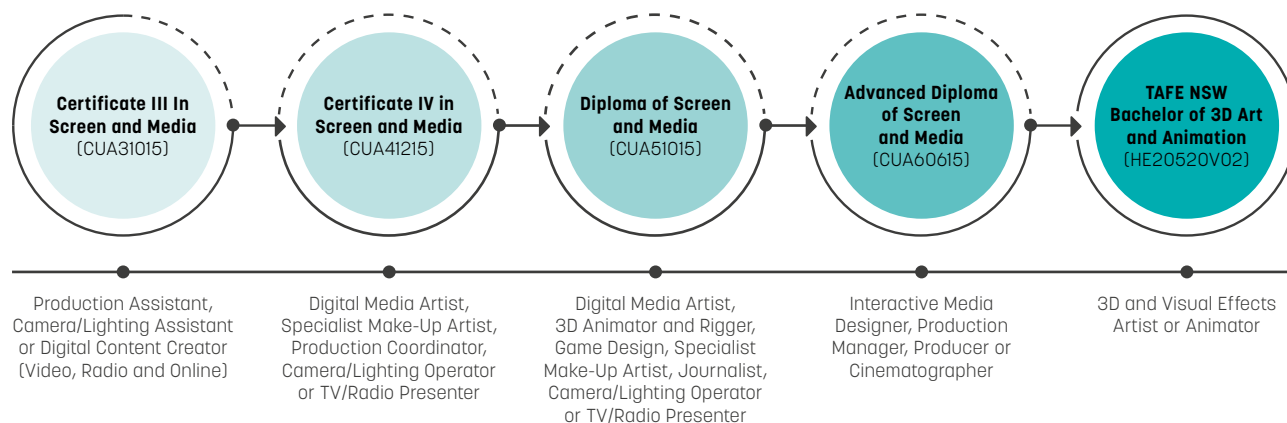 Certificate III In
Screen and Media
(CUA31015)
Certificate IV in
Screen and Media
(CUA41215)
Diploma of Screen
and Media
(CUA51015)
Advanced Diploma
of Screen
and Media
(CUA60615)
TAFE NSW
Bachelor of 3D Art
and Animation
(HE20520V02)
Production Assistant,
Camera/Lighting Assistant
or Digital Content Creator
(Video, Radio and Online)
Digital Media Artist,
Specialist Make-Up Artist,
Production Coordinator,
Camera/Lighting Operator
or TV/Radio Presenter
Digital Media Artist,
3D Animator and Rigger,
Game Design, Specialist
Make-Up Artist, Journalist,
Camera/Lighting Operator
or TV/Radio Presenter
Interactive Media
Designer, Production
Manager, Producer or
Cinematographer
3D and Visual Effects
Artist or Animator